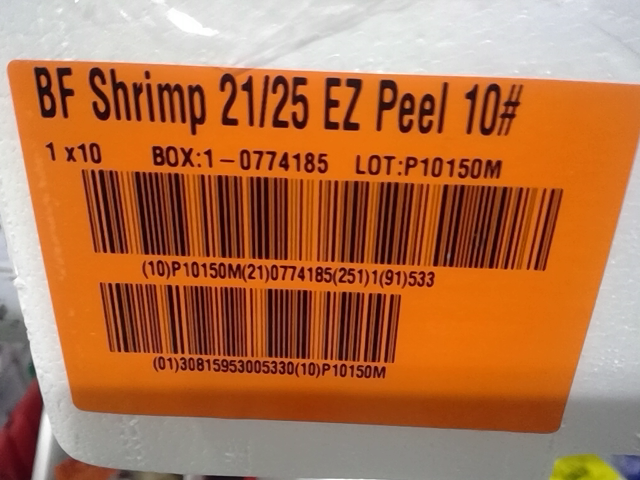 BF Shrimp 21/25 EZ Peel 10#
1 x10 BOX:1-0774185 LOT:P10150M
(10)P10150M(21)0774185(251)1(91)533
(01)30815953005330(10)P10150M